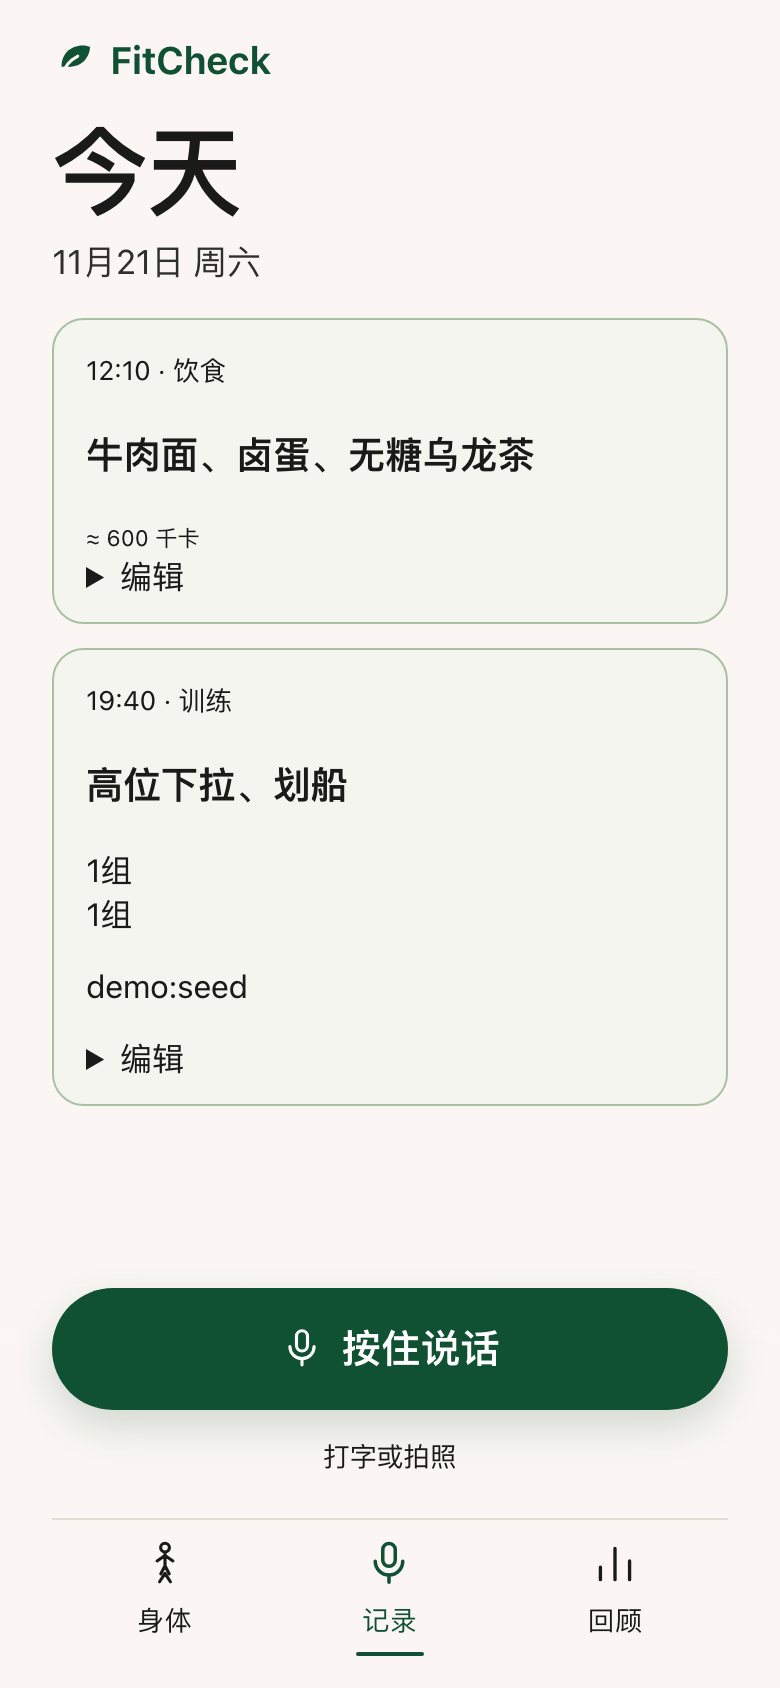 FitCheck
今天
11月21日 周六
12:10 · 饮食
牛肉面、卤蛋、无糖乌龙茶
≈ 600 千卡
▶ 编辑
19:40 · 训练
高位下拉、划船
1组
1组
demo:seed
▶ 编辑
按住说话
打字或拍照
身体
记录
回顾